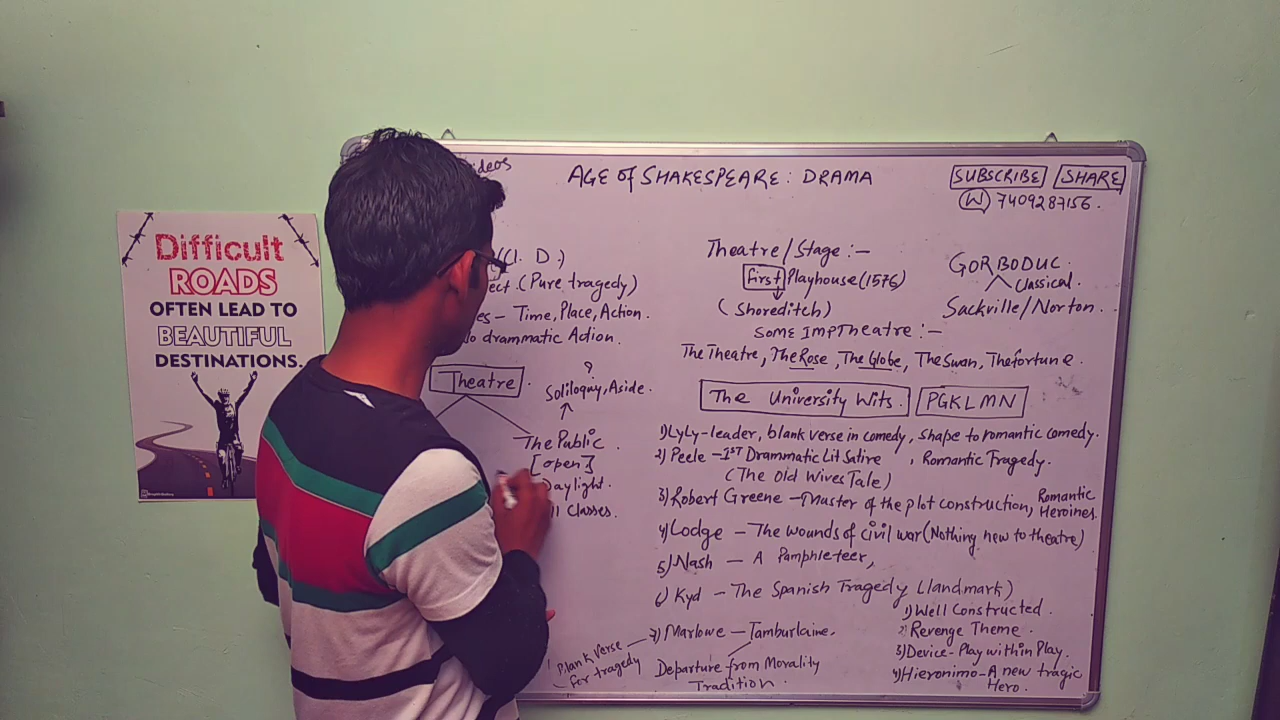 Difficult
ROADS
OFTEN LEAD TO
BEAUTIFUL
DESTINATIONS.
AGE OF SHAKESPEARE: DRAMA
SUBSCRIBE SHARE
(W) 7409287156.
(Pure tragedy)
Time, Place, Action.
drammatic Action.
Theatre
?
Soliloquy, Aside.
The Public
[open]
Daylight.
Classes.
Theatre/Stage :-
first Playhouse (1576)
(Shoreditch)
Some Imp Theatre :-
The Theatre, The Rose, The Globe, The Swan, The fortune.
GORBODUC
Classical
Sackville/Norton.
The University Wits. PGKLMN
1) LyLy-leader, blank verse in comedy, shape to romantic comedy.
2) Peele - 1ST Drammatic Lit Satire, Romantic Tragedy.
(The Old Wives Tale)
3) Robert Greene - Master of the plot construction, Romantic Heroines.
4) Lodge - The wounds of civil war (Nothing new to theatre)
5) Nash - A Pamphleteer,
6) Kyd - The Spanish Tragedy (landmark)
1) Well Constructed.
2) Revenge Theme.
3) Device - Play within Play.
4) Hieronimo - A new tragic Hero.
7) Marlowe - Tamburlaine.
Blank Verse for tragedy
Departure from Morality
Tradition.